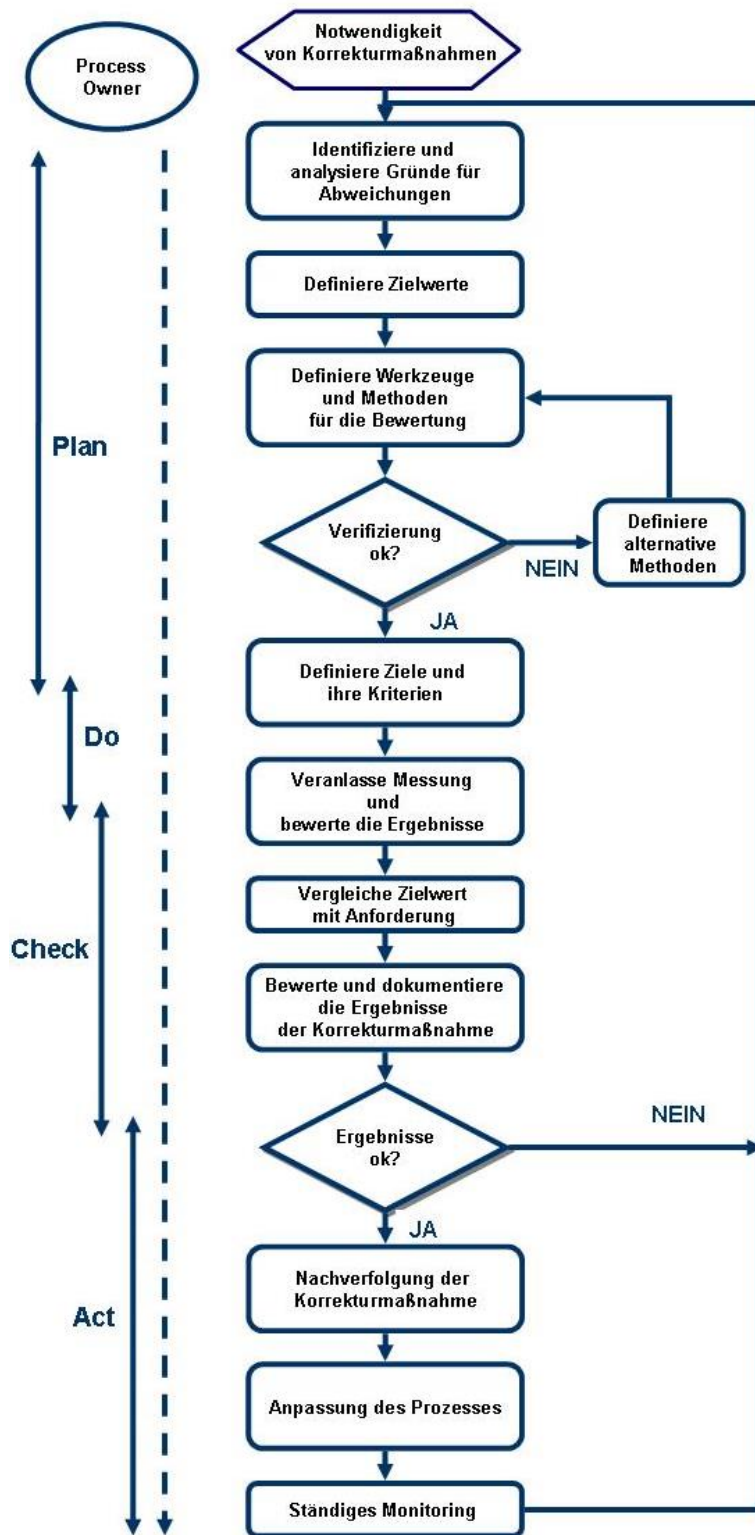 Process
Owner
Notwendigkeit
von Korrekturmaßnahmen
Identifiziere und
analysiere Gründe für
Abweichungen
Definiere Zielwerte
Definiere Werkzeuge
und Methoden
für die Bewertung
Plan
Verifizierung
ok?
NEIN
Definiere
alternative
Methoden
JA
Definiere Ziele und
ihre Kriterien
Do
Veranlasse Messung
und
bewerte die Ergebnisse
Vergleiche Zielwert
mit Anforderung
Check
Bewerte und dokumentiere
die Ergebnisse
der Korrekturmaßnahme
Ergebnisse
ok?
NEIN
JA
Nachverfolgung der
Korrekturmaßnahme
Act
Anpassung des Prozesses
Ständiges Monitoring